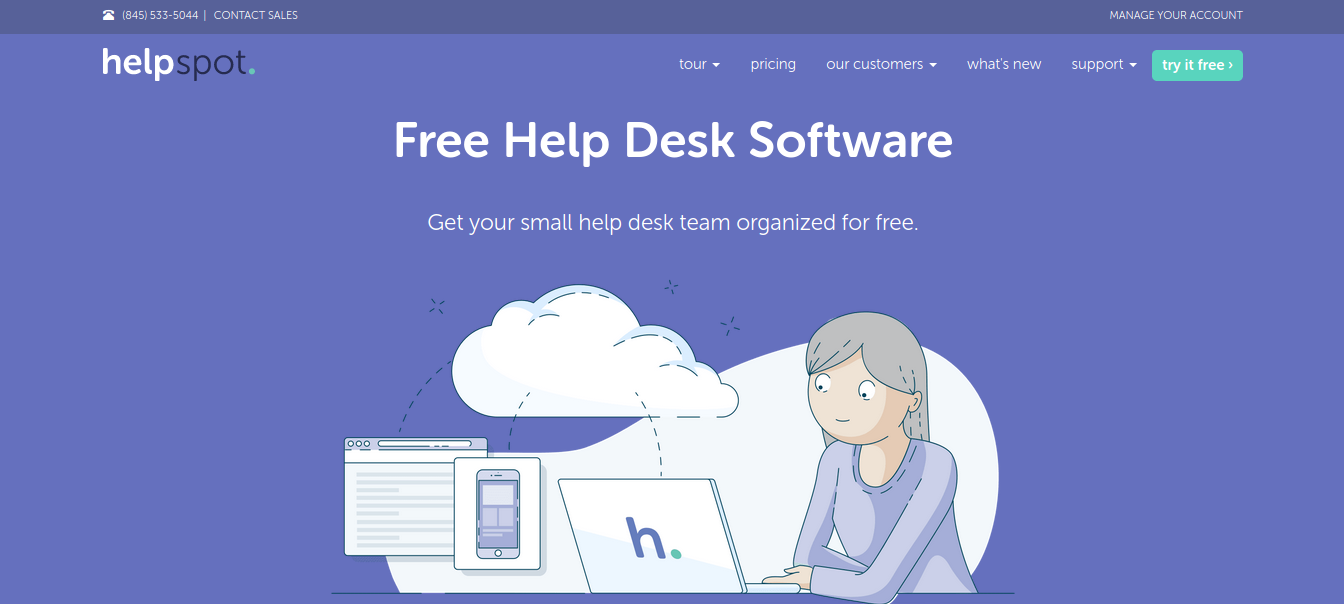 (845) 533-5044 | CONTACT SALES
MANAGE YOUR ACCOUNT
helpspot.
tour
pricing
our customers
what's new
support
try it free ›
Free Help Desk Software
Get your small help desk team organized for free.
h.